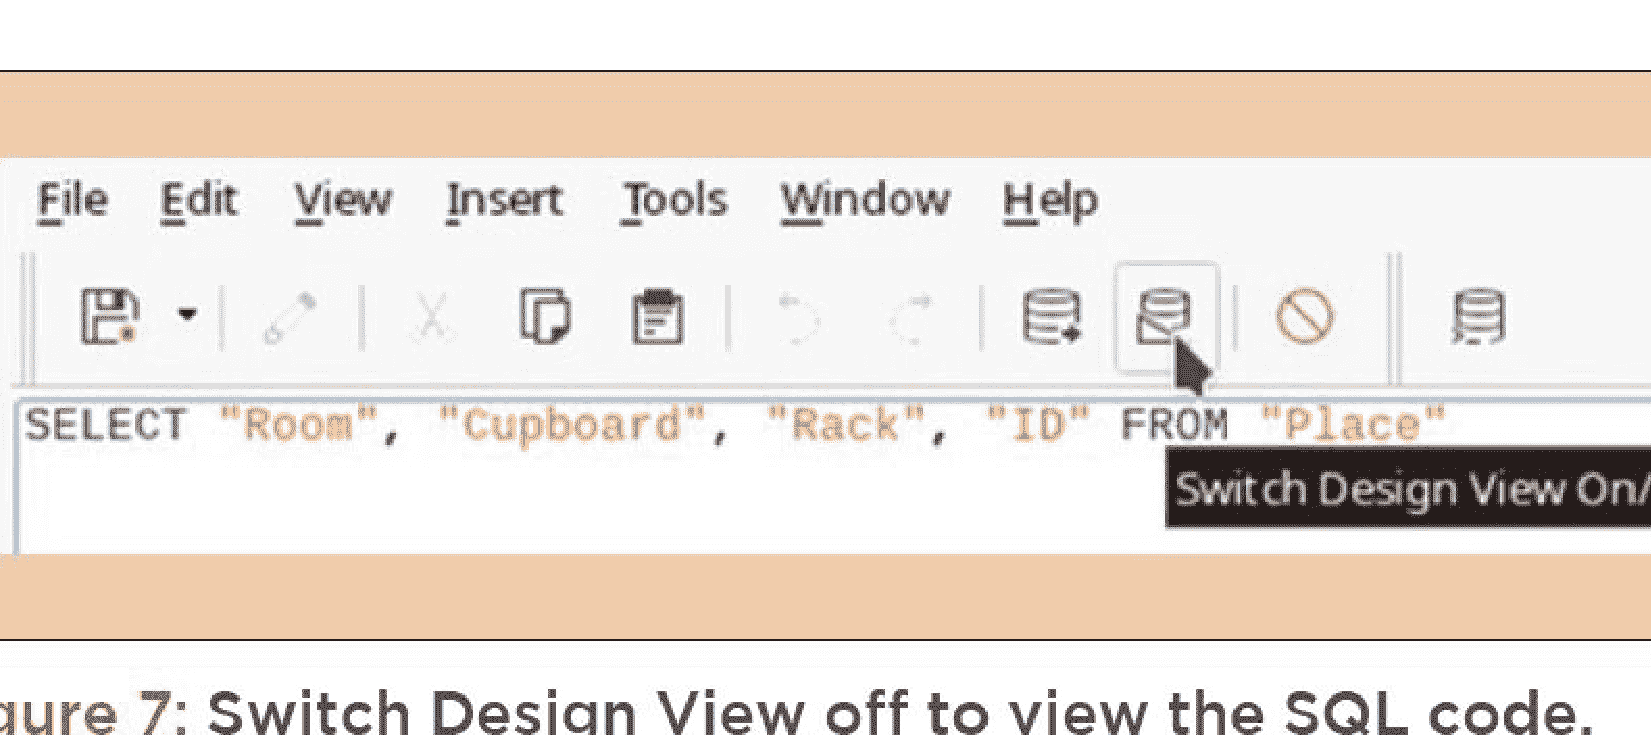 File Edit View Insert Tools Window Help
SELECT "Room", "Cupboard", "Rack", "ID" FROM "Place"
Switch Design View On/
gure 7: Switch Design View off to view the SQL code.